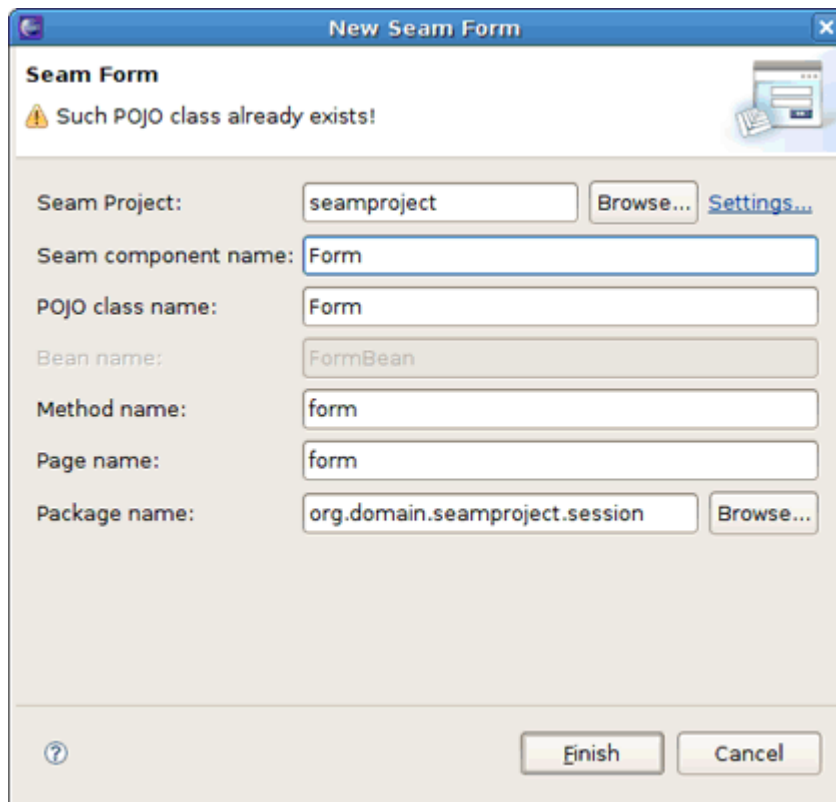 New Seam Form
Seam Form
Such POJO class already exists!
Seam Project: seamproject Browse... Settings...
Seam component name: Form
POJO class name: Form
Bean name: FormBean
Method name: form
Page name: form
Package name: org.domain.seamproject.session Browse...
Finish Cancel